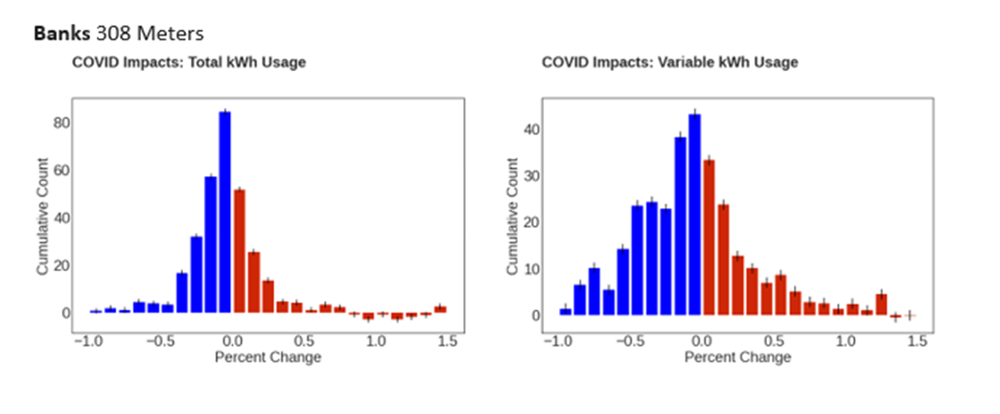 Banks 308 Meters
COVID Impacts: Total kWh Usage
80
60
40
20
0
Cumulative Count
−1.0 −0.5 0.0 0.5 1.0 1.5
Percent Change
COVID Impacts: Variable kWh Usage
40
30
20
10
0
Cumulative Count
−1.0 −0.5 0.0 0.5 1.0 1.5
Percent Change